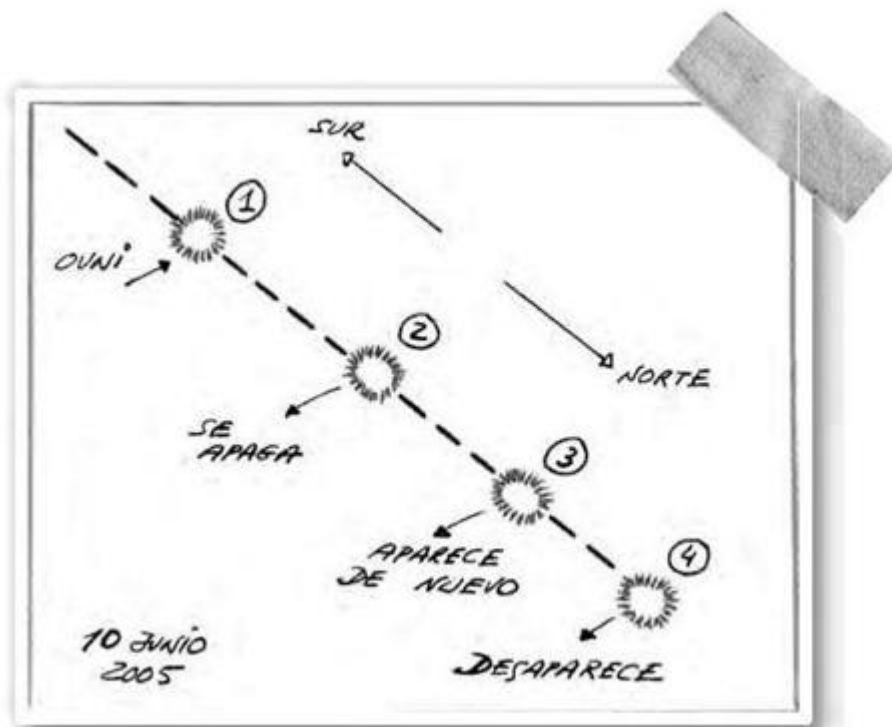 SUR
1
OVNI
2
NORTE
SE
APAGA
3
APARECE
DE NUEVO
4
DESAPARECE
10 JUNIO
2005